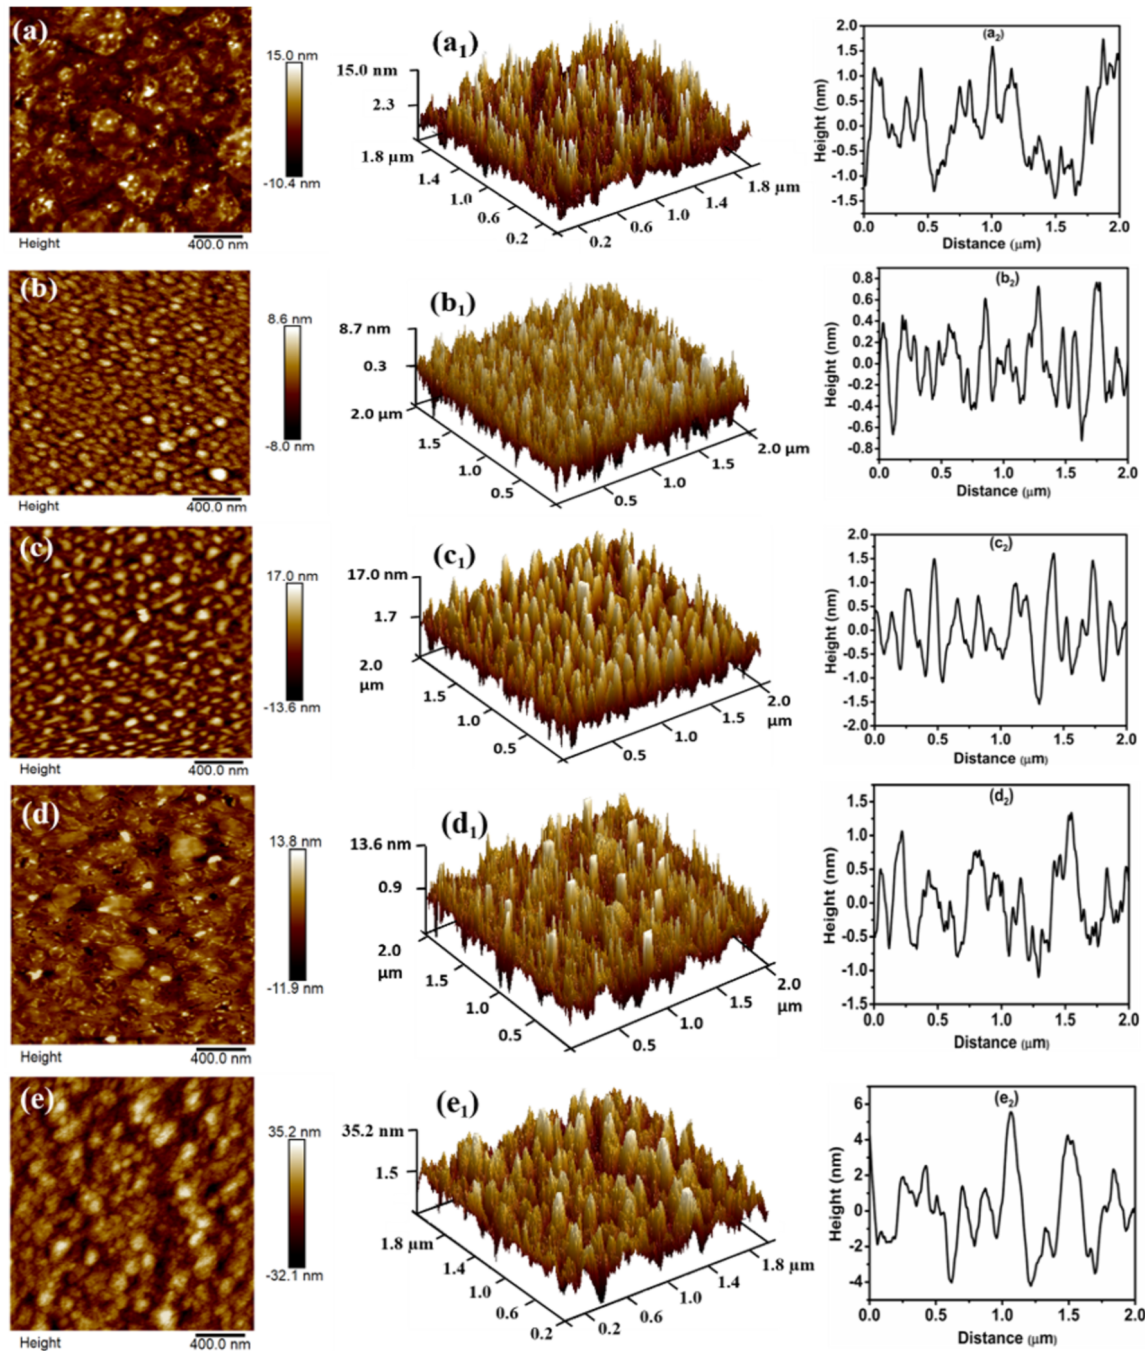 (a)
15.0 nm
-10.4 nm
Height
400.0 nm
(a₁)
15.0 nm
2.3
1.8 µm
1.4
1.0
0.6
0.2
0.2
0.6
1.0
1.4
1.8 µm
(a₂)
Height (nm)
2.0
1.5
1.0
0.5
0.0
-0.5
-1.0
-1.5
0.0 0.5 1.0 1.5 2.0
Distance (µm)
(b)
8.6 nm
-8.0 nm
Height
400.0 nm
(b₁)
8.7 nm
0.3
2.0 µm
1.5
1.0
0.5
0.5
1.0
1.5
2.0 µm
(b₂)
Height (nm)
0.8
0.6
0.4
0.2
0.0
-0.2
-0.4
-0.6
-0.8
0.0 0.5 1.0 1.5 2.0
Distance (µm)
(c)
17.0 nm
-13.6 nm
Height
400.0 nm
(c₁)
17.0 nm
1.7
2.0
µm
1.5
1.0
0.5
0.5
1.0
1.5
2.0
µm
(c₂)
Height (nm)
2.0
1.5
1.0
0.5
0.0
-0.5
-1.0
-1.5
-2.0
0.0 0.5 1.0 1.5 2.0
Distance (µm)
(d)
13.8 nm
-11.9 nm
Height
400.0 nm
(d₁)
13.6 nm
0.9
2.0
µm
1.5
1.0
0.5
0.5
1.0
1.5
2.0
µm
(d₂)
Height (nm)
1.5
1.0
0.5
0.0
-0.5
-1.0
-1.5
0.0 0.5 1.0 1.5 2.0
Distance (µm)
(e)
35.2 nm
-32.1 nm
Height
400.0 nm
(e₁)
35.2 nm
1.5
1.8 µm
1.4
1.0
0.6
0.2
0.2
0.6
1.0
1.4
1.8 µm
(e₂)
Height (nm)
6
4
2
0
-2
-4
0.0 0.5 1.0 1.5 2.0
Distance (µm)